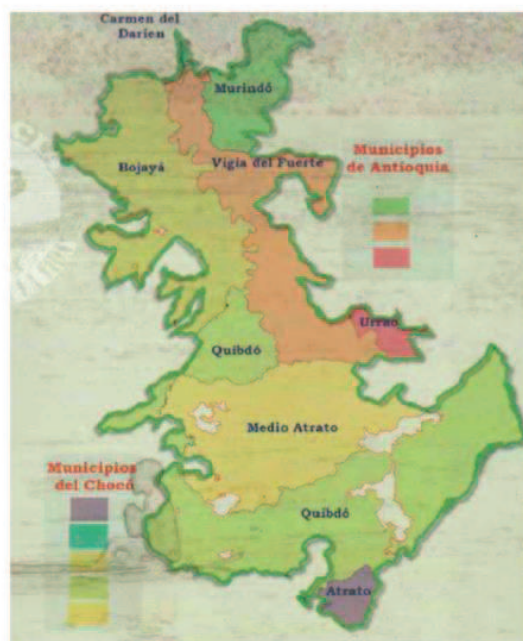 Carmen del
Darien
Murindó
Municipios
de Antioquia
Bojayá
Vigía del Fuerte
Urrao
Quibdó
Medio Atrato
Municipios
del Chocó
Quibdó
Atrato